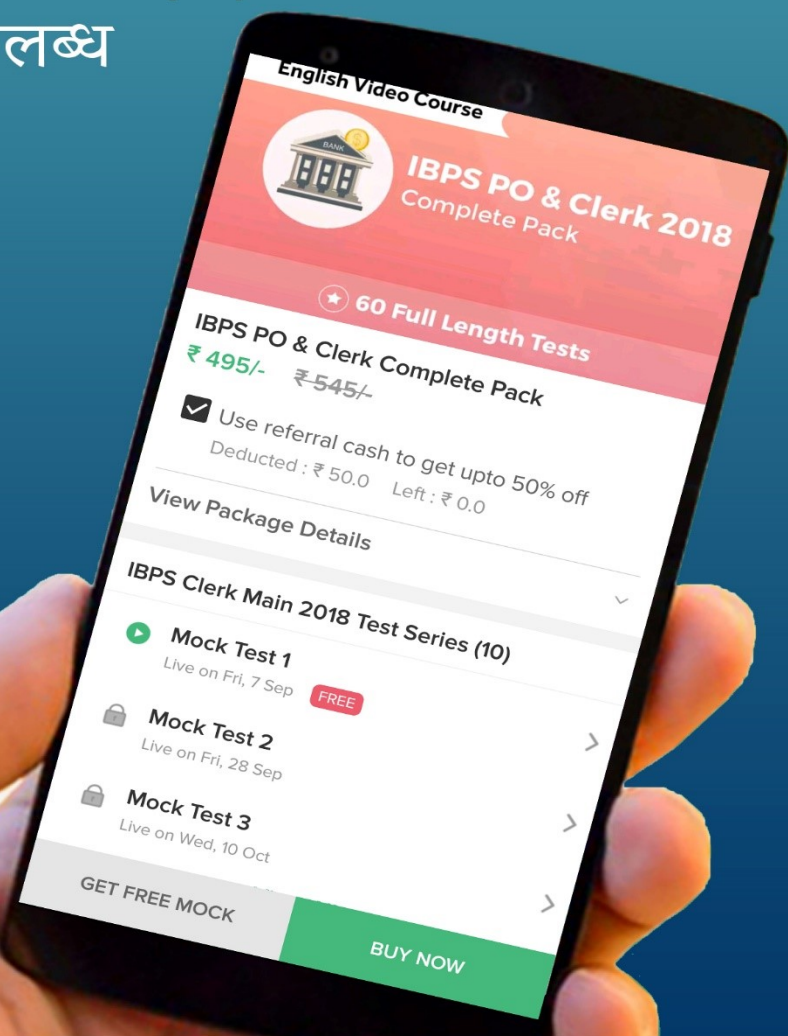 लब्ध
English Video Course
BANK
IBPS PO & Clerk 2018
Complete Pack
60 Full Length Tests
IBPS PO & Clerk Complete Pack
₹ 495/- ₹ 545/-
Use referral cash to get upto 50% off
Deducted : ₹ 50.0 Left : ₹ 0.0
View Package Details
IBPS Clerk Main 2018 Test Series (10)
Mock Test 1
Live on Fri, 7 Sep FREE
Mock Test 2
Live on Fri, 28 Sep
Mock Test 3
Live on Wed, 10 Oct
GET FREE MOCK
BUY NOW